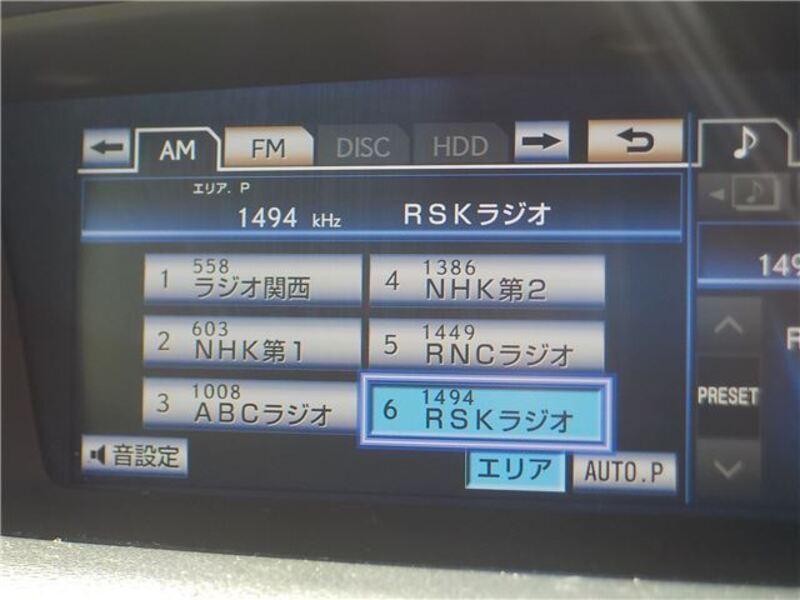 AM FM DISC HDD
エリア. P
1494 kHz RSKラジオ
1 558 ラジオ関西
2 603 NHK第1
3 1008 ABCラジオ
4 1386 NHK第2
5 1449 RNCラジオ
6 1494 RSKラジオ
音設定
エリア
AUTO.P
149
R
PRESET